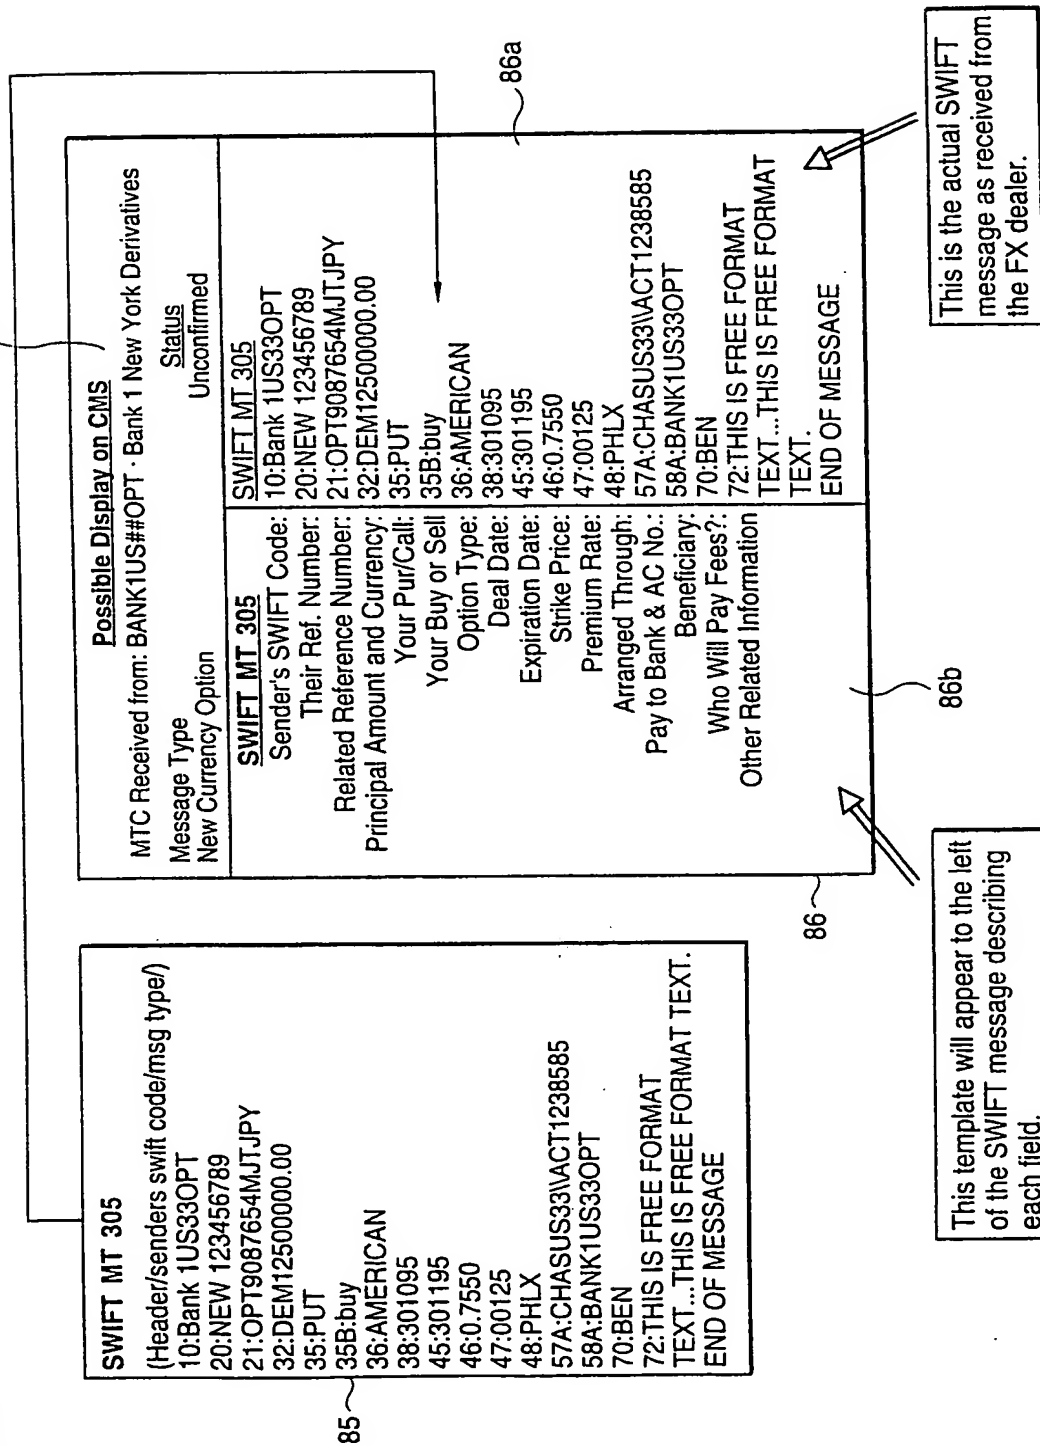 SWIFT MT 305
(Header/senders swift code/msg type/)
10:Bank 1US33OPT
20:NEW 123456789
21:OPT9087654MJTJPY
32:DEM12500000.00
35:PUT
35B:buy
36:AMERICAN
38:301095
45:301195
46:0.7550
47:00125
48:PHLX
57A:CHASUS33\ACT1238585
58A:BANK1US33OPT
70:BEN
72:THIS IS FREE FORMAT
TEXT...THIS IS FREE FORMAT TEXT.
END OF MESSAGE
85
Possible Display on CMS
MTC Received from: BANK1US##OPT · Bank 1 New York Derivatives
Message Type
New Currency Option
Status
Unconfirmed
SWIFT MT 305
Sender's SWIFT Code:
Their Ref. Number:
Related Reference Number:
Principal Amount and Currency:
Your Pur/Call:
Your Buy or Sell
Option Type:
Deal Date:
Expiration Date:
Strike Price:
Premium Rate:
Arranged Through:
Pay to Bank & AC No.:
Beneficiary:
Who Will Pay Fees?:
Other Related Information
SWIFT MT 305
10:Bank 1US33OPT
20:NEW 123456789
21:OPT9087654MJTJPY
32:DEM12500000.00
35:PUT
35B:buy
36:AMERICAN
38:301095
45:301195
46:0.7550
47:00125
48:PHLX
57A:CHASUS33\ACT1238585
58A:BANK1US33OPT
70:BEN
72:THIS IS FREE FORMAT
TEXT...THIS IS FREE FORMAT
TEXT.
END OF MESSAGE
86
86a
86b
This template will appear to the left
of the SWIFT message describing
each field.
This is the actual SWIFT
message as received from
the FX dealer.